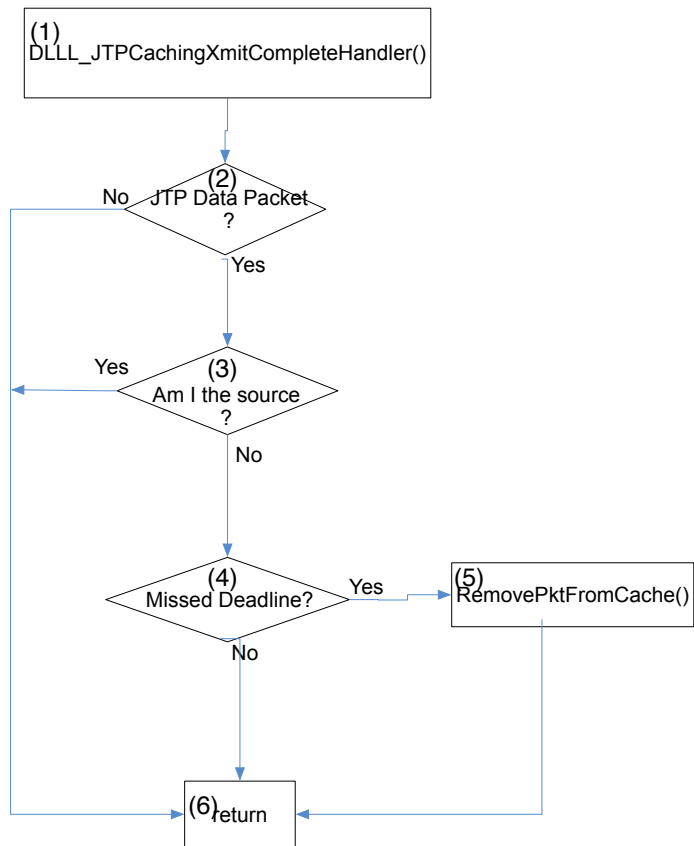 (1)
DLLL_JTPCachingXmitCompleteHandler()
(2)
No
JTP Data Packet
?
Yes
Yes
(3)
Am I the source
?
No
(4)
Missed Deadline?
Yes
(5)
RemovePktFromCache()
No
(6)
return